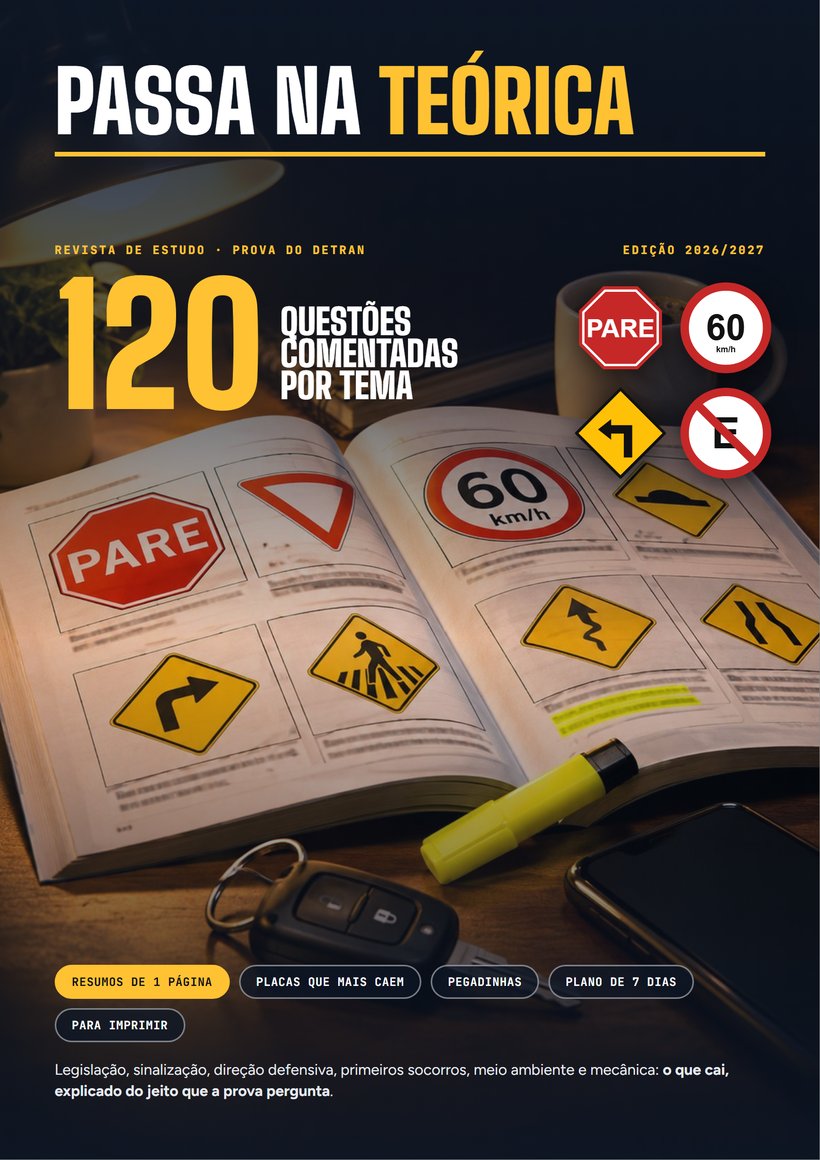 PASSA NA TEÓRICA
REVISTA DE ESTUDO · PROVA DO DETRAN
EDIÇÃO 2026/2027
120
QUESTÕES
COMENTADAS
POR TEMA
PARE
60
km/h
E
PARE
60
km/h
RESUMOS DE 1 PÁGINA
PLACAS QUE MAIS CAEM
PEGADINHAS
PLANO DE 7 DIAS
PARA IMPRIMIR
Legislação, sinalização, direção defensiva, primeiros socorros, meio ambiente e mecânica: o que cai,
explicado do jeito que a prova pergunta.